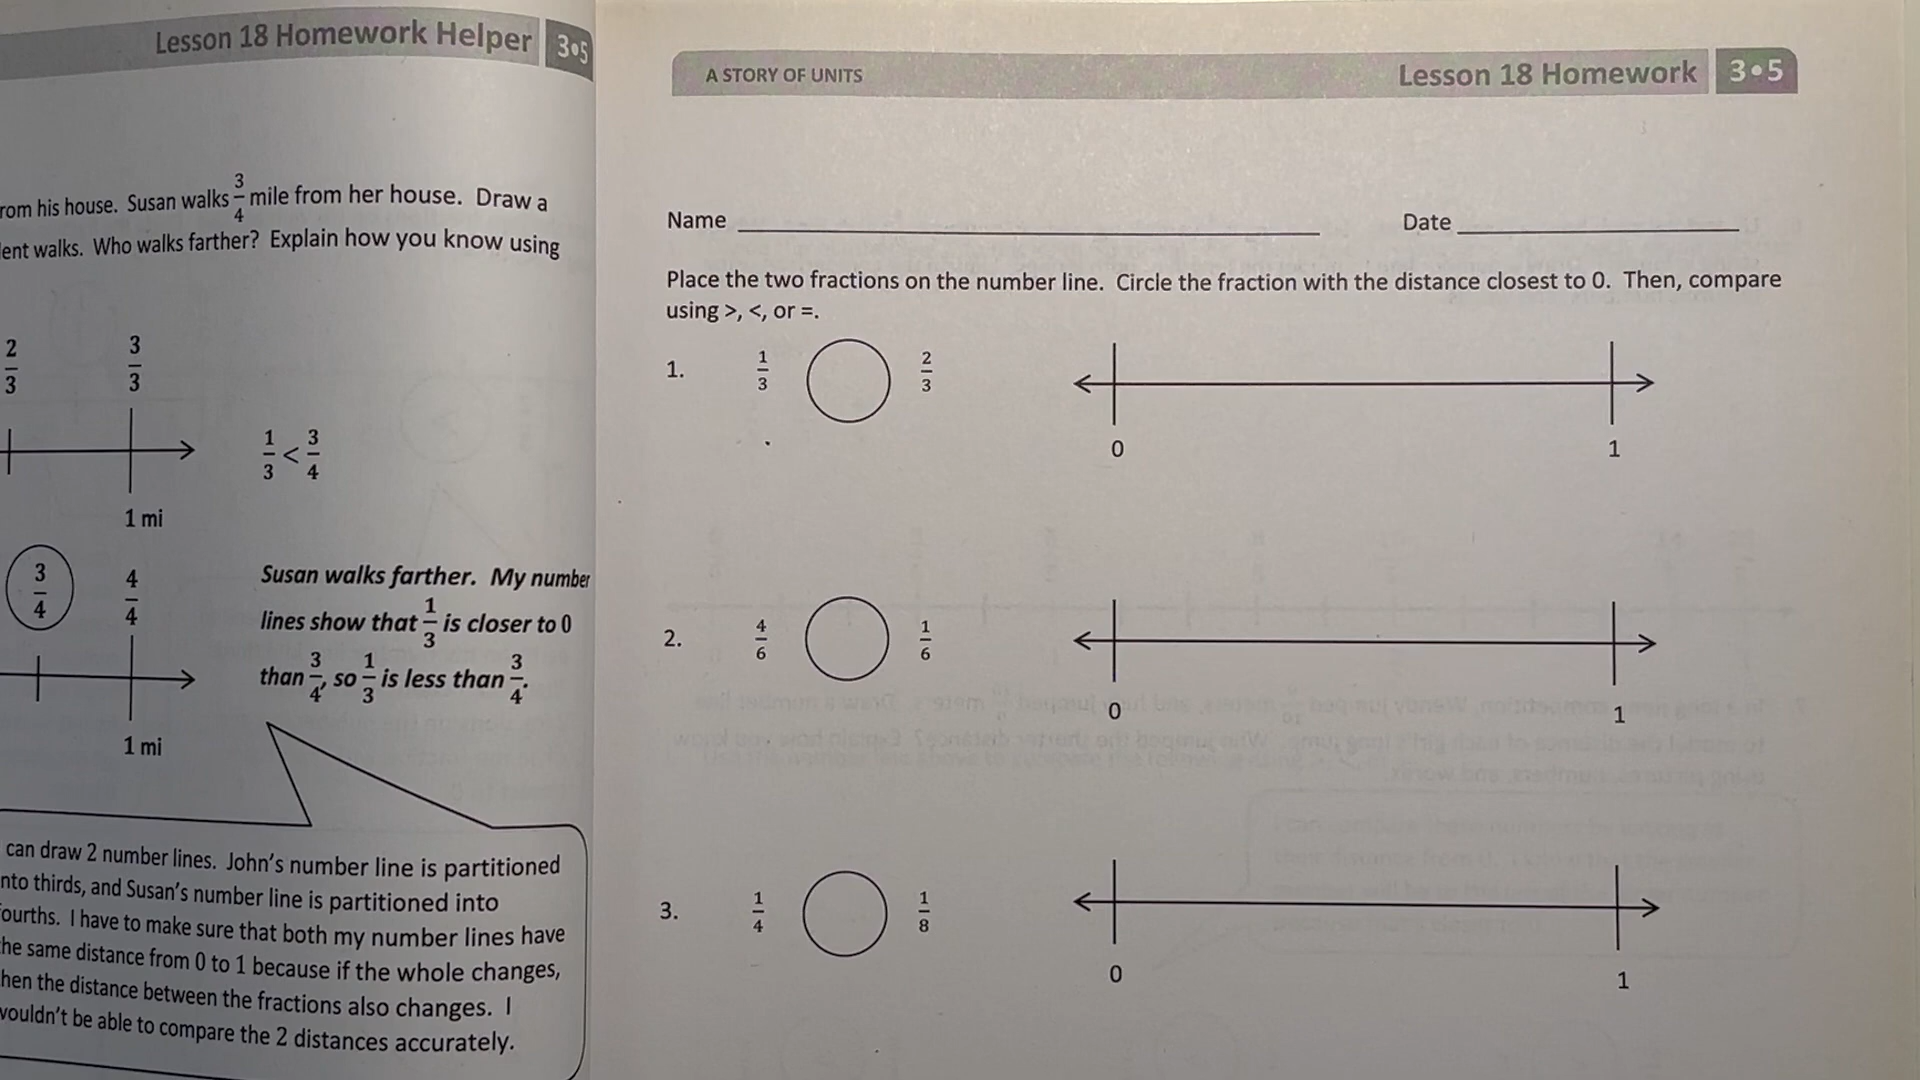 Lesson 18 Homework Helper 3•5
from his house. Susan walks 3/4 mile from her house. Draw a
walks. Who walks farther? Explain how you know using
2/3 3/3
1/3 < 3/4
1 mi
3/4 4/4
1 mi
Susan walks farther. My number
lines show that 1/3 is closer to 0
than 3/4, so 1/3 is less than 3/4.
can draw 2 number lines. John's number line is partitioned
nto thirds, and Susan's number line is partitioned into
ourths. I have to make sure that both my number lines have
he same distance from 0 to 1 because if the whole changes,
hen the distance between the fractions also changes. I
wouldn't be able to compare the 2 distances accurately.
A STORY OF UNITS Lesson 18 Homework 3•5
Name Date
Place the two fractions on the number line. Circle the fraction with the distance closest to 0. Then, compare
using >, <, or =.
1. 1/3 2/3
0 1
2. 4/6 1/6
0 1
3. 1/4 1/8
0 1